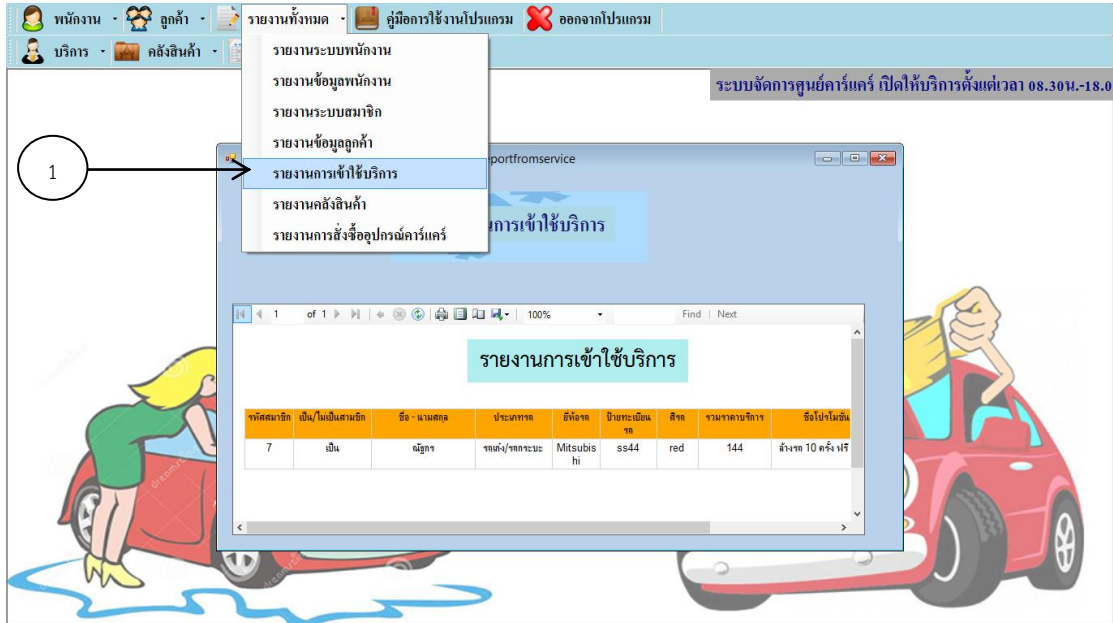 พนักงาน ลูกค้า รายงานทั้งหมด คู่มือการใช้งานโปรแกรม ออกจากโปรแกรม
บริการ คลังสินค้า
รายงานระบบพนักงาน
รายงานข้อมูลพนักงาน
รายงานระบบสมาชิก
รายงานข้อมูลลูกค้า
รายงานการเข้าใช้บริการ
รายงานคลังสินค้า
รายงานการสั่งซื้ออุปกรณ์คาร์แคร์
ระบบจัดการศูนย์คาร์แคร์ เปิดให้บริการตั้งแต่เวลา 08.30น.-18.0
1
portfromservice
นการเข้าใช้บริการ
1 of 1 100% Find | Next
รายงานการเข้าใช้บริการ
รหัสสมาชิก เป็น/ไม่เป็นสามชิก ชื่อ - นามสกุล ประเภทรถ ยี่ห้อรถ ป้ายทะเบียน สีรถ รวมราคาบริการ ชื่อโปรโมชั่น
รถ
7 เป็น ณัฐกร รถเก๋ง/รถกระบะ Mitsubis ss44 red 144 ล้างรถ 10 ครั้ง ฟรี
hi
dreamstime
dreamstime